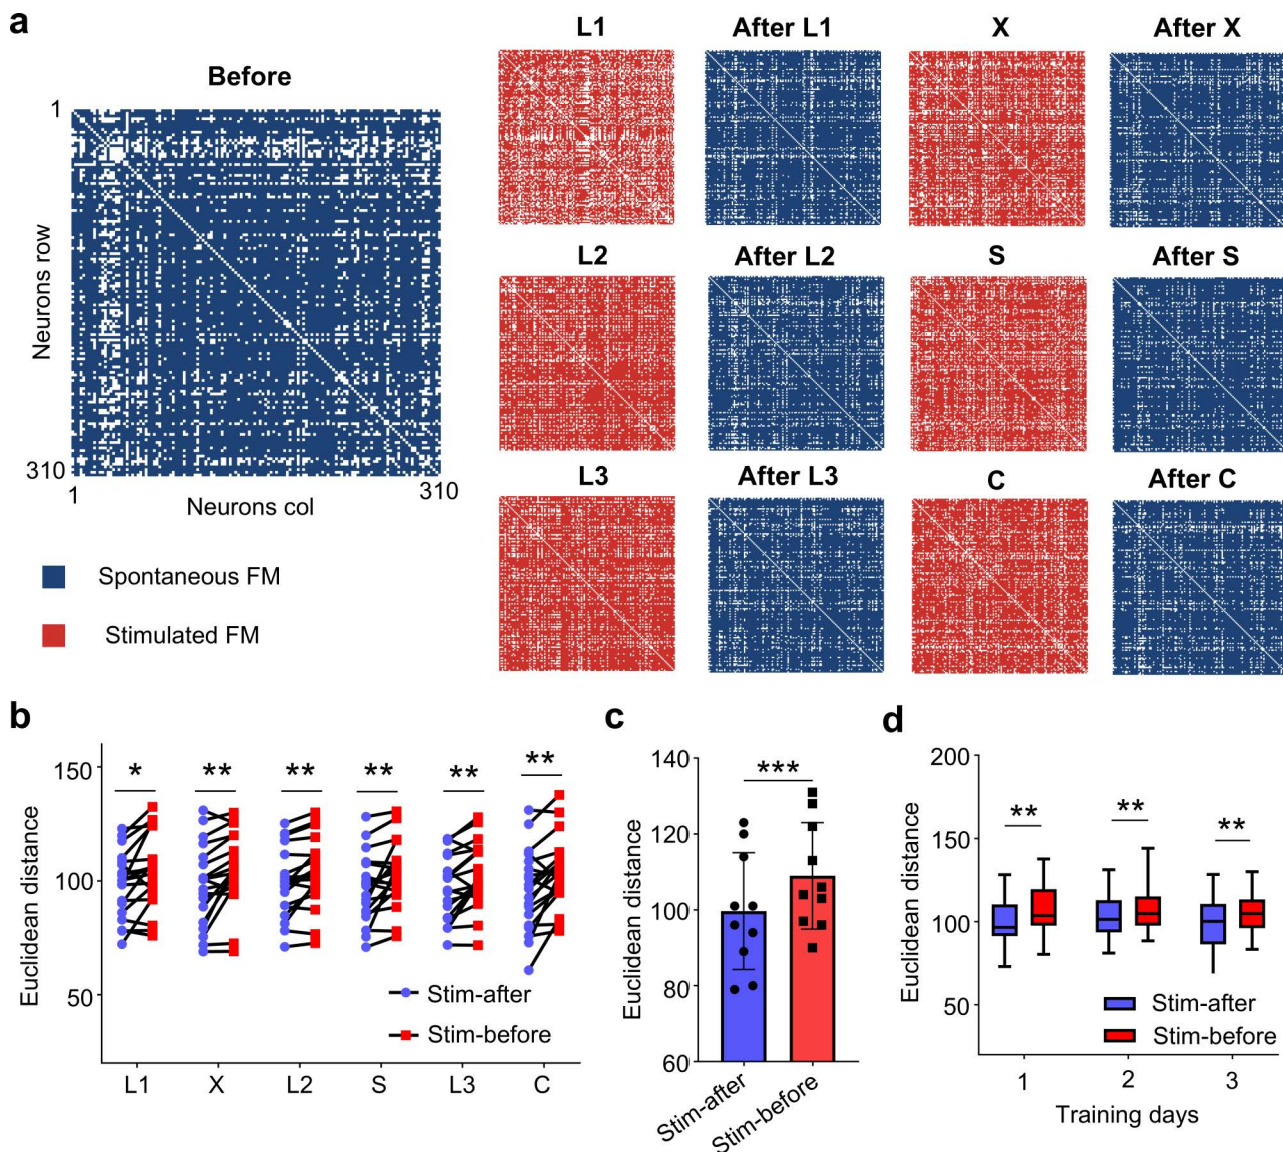 a
Before
1
Neurons row
310
1
310
Neurons col
Spontaneous FM
Stimulated FM
L1
After L1
X
After X
L2
After L2
S
After S
L3
After L3
C
After C
b
Euclidean distance
150
100
50
*
**
**
**
**
**
Stim-after
Stim-before
L1
X
L2
S
L3
C
c
Euclidean distance
140
120
100
80
60
***
Stim-after
Stim-before
d
Euclidean distance
200
150
100
50
**
**
**
Stim-after
Stim-before
1
2
3
Training days